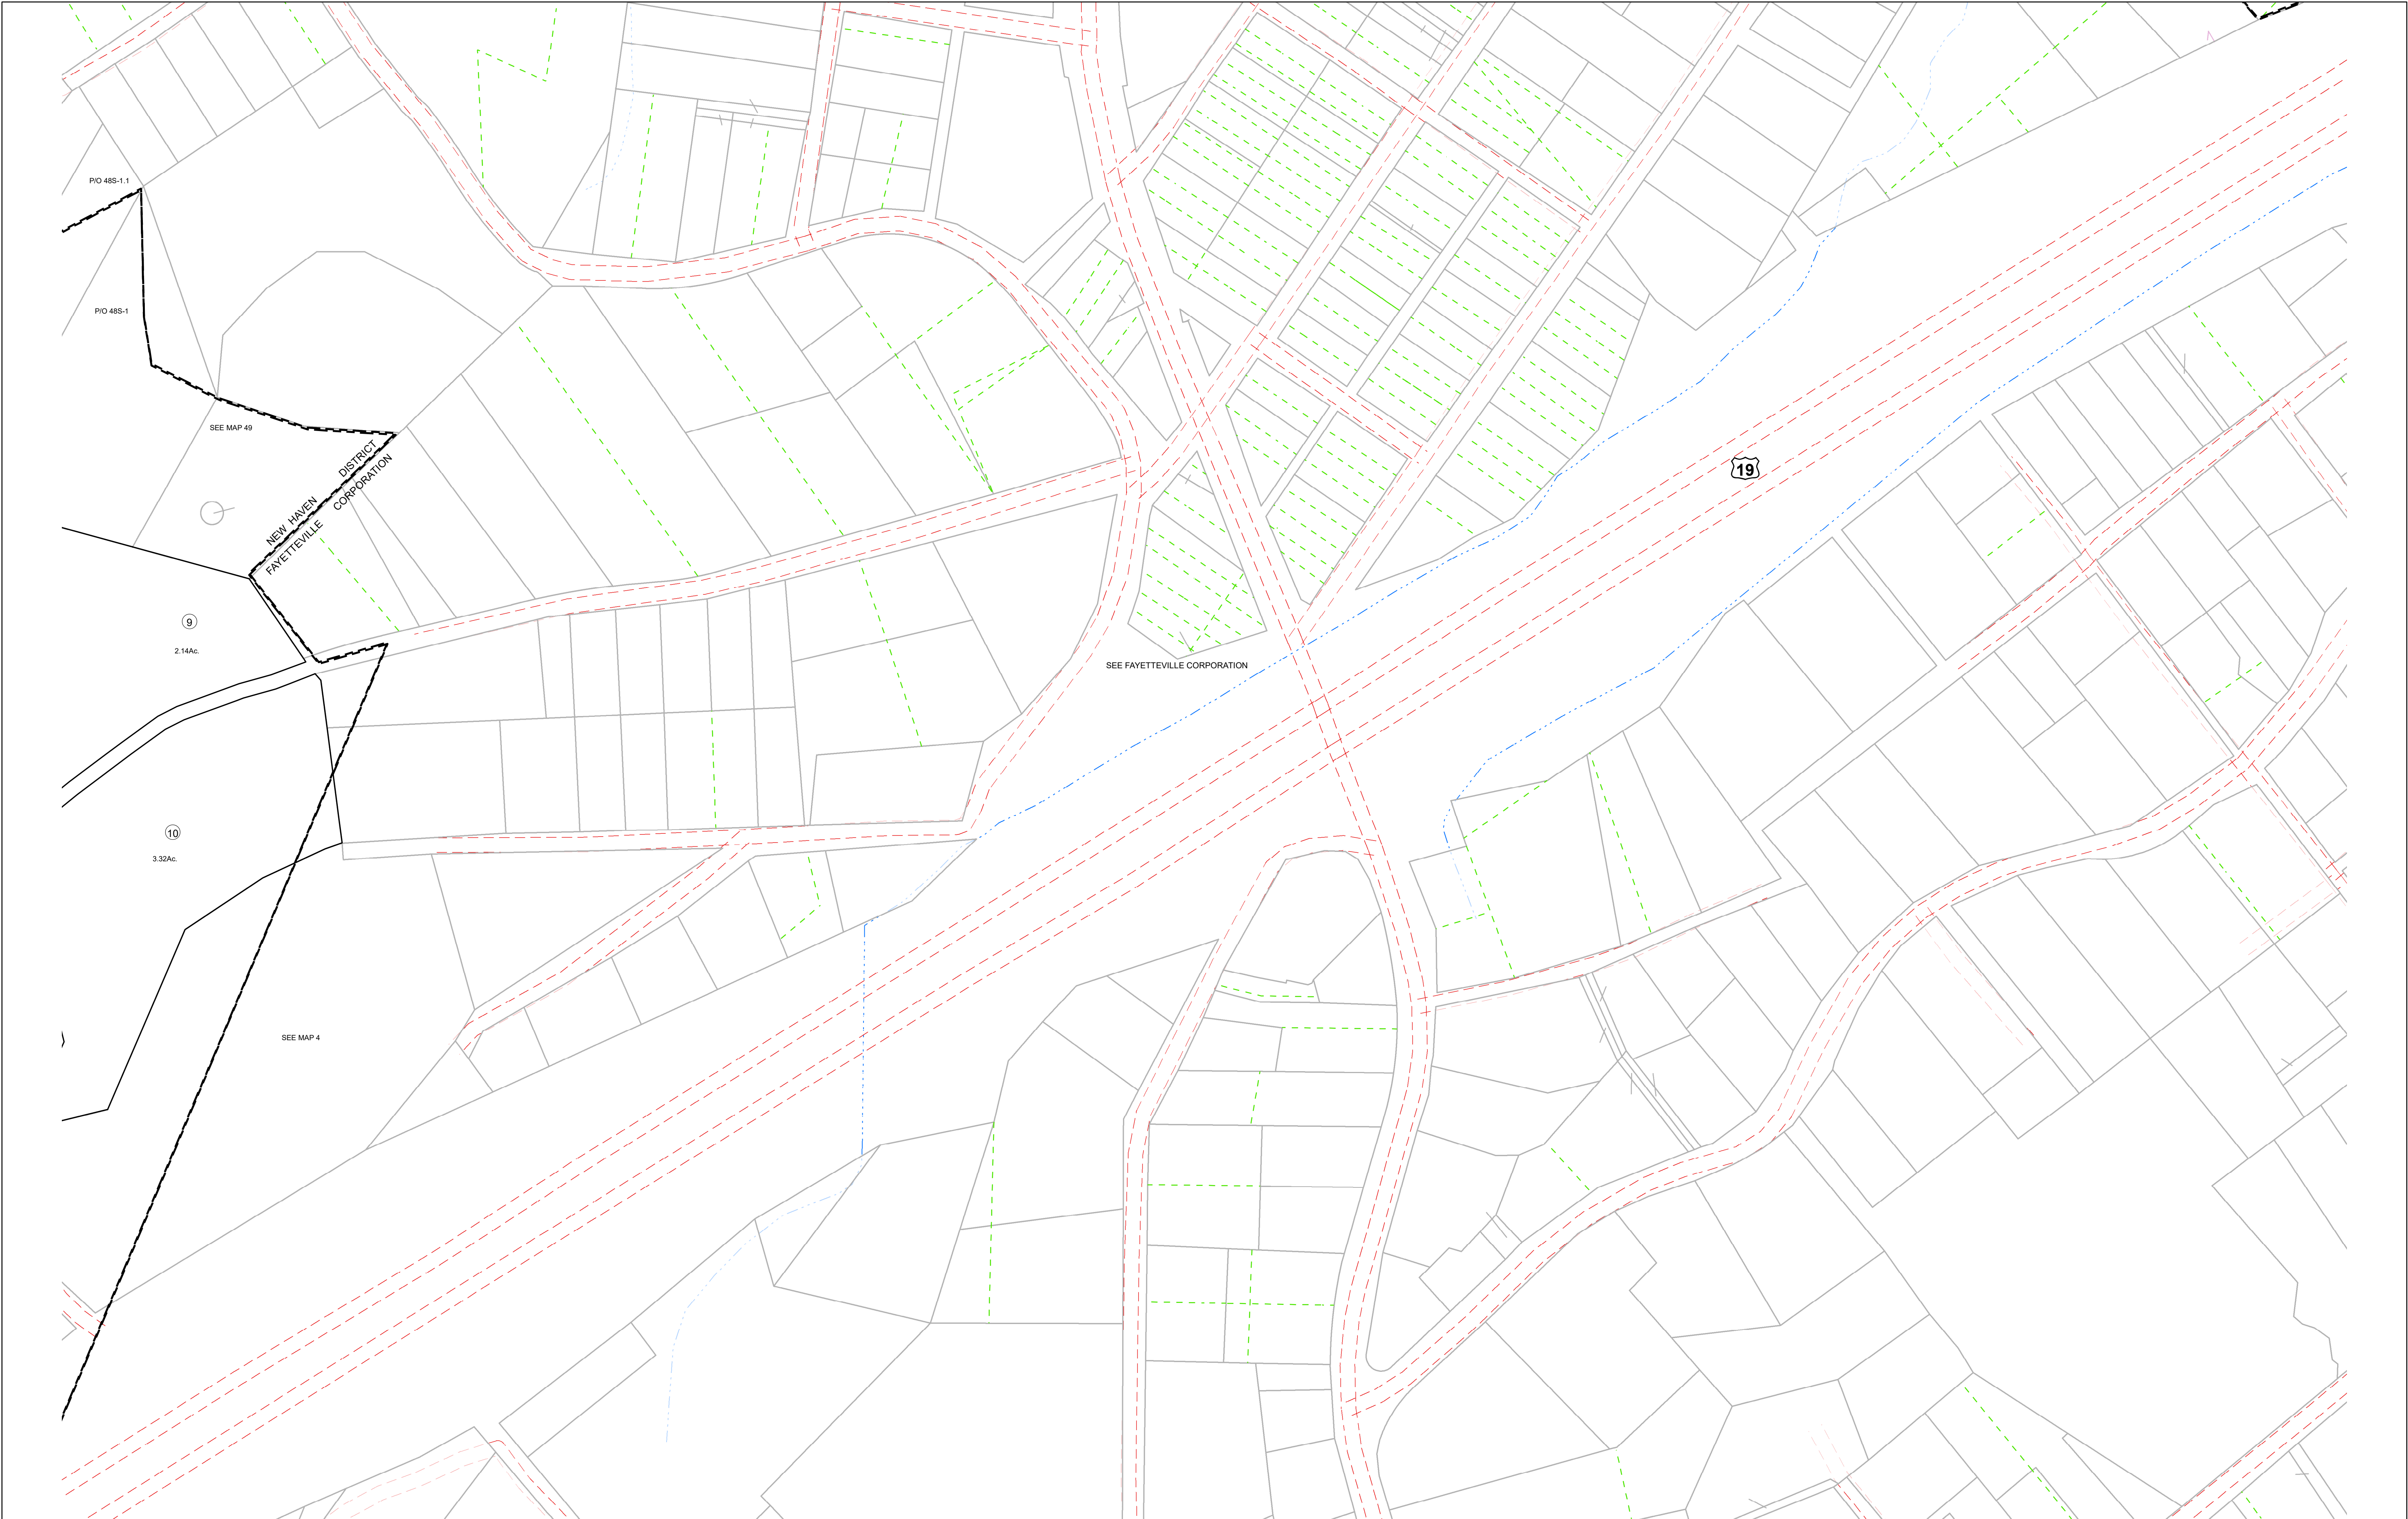 P/O 48S-1.1
P/O 48S-1
SEE MAP 49
NEW HAVEN DISTRICT
FAYETTEVILLE CORPORATION
19
9
2.14Ac.
SEE FAYETTEVILLE CORPORATION
10
3.32Ac.
SEE MAP 4